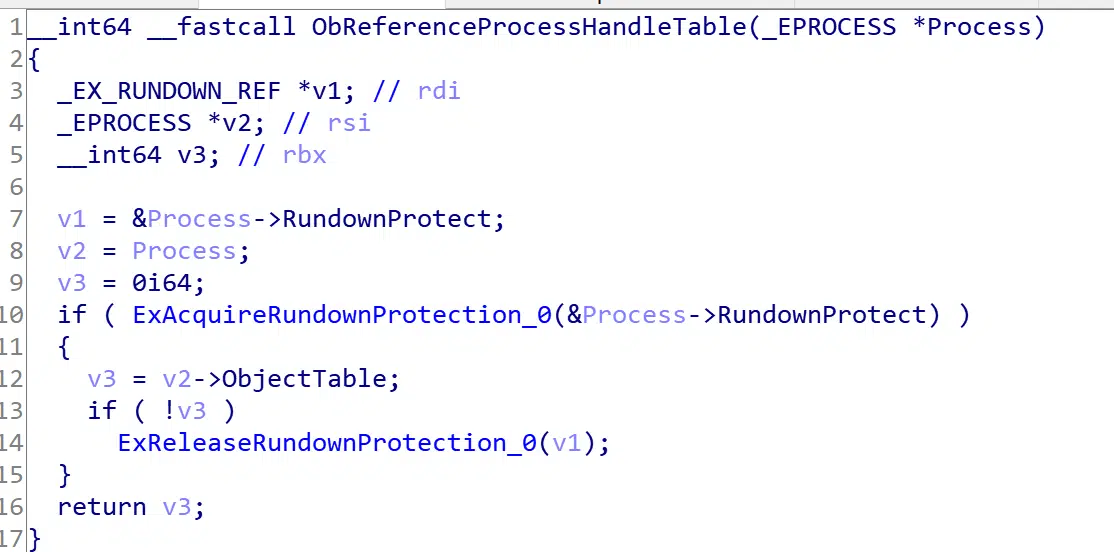 1 __int64 __fastcall ObReferenceProcessHandleTable(_EPROCESS *Process)
2 {
3   _EX_RUNDOWN_REF *v1; // rdi
4   _EPROCESS *v2; // rsi
5   __int64 v3; // rbx
6
7   v1 = &Process->RundownProtect;
8   v2 = Process;
9   v3 = 0i64;
10   if ( ExAcquireRundownProtection_0(&Process->RundownProtect) )
11   {
12     v3 = v2->ObjectTable;
13     if ( !v3 )
14       ExReleaseRundownProtection_0(v1);
15   }
16   return v3;
17 }